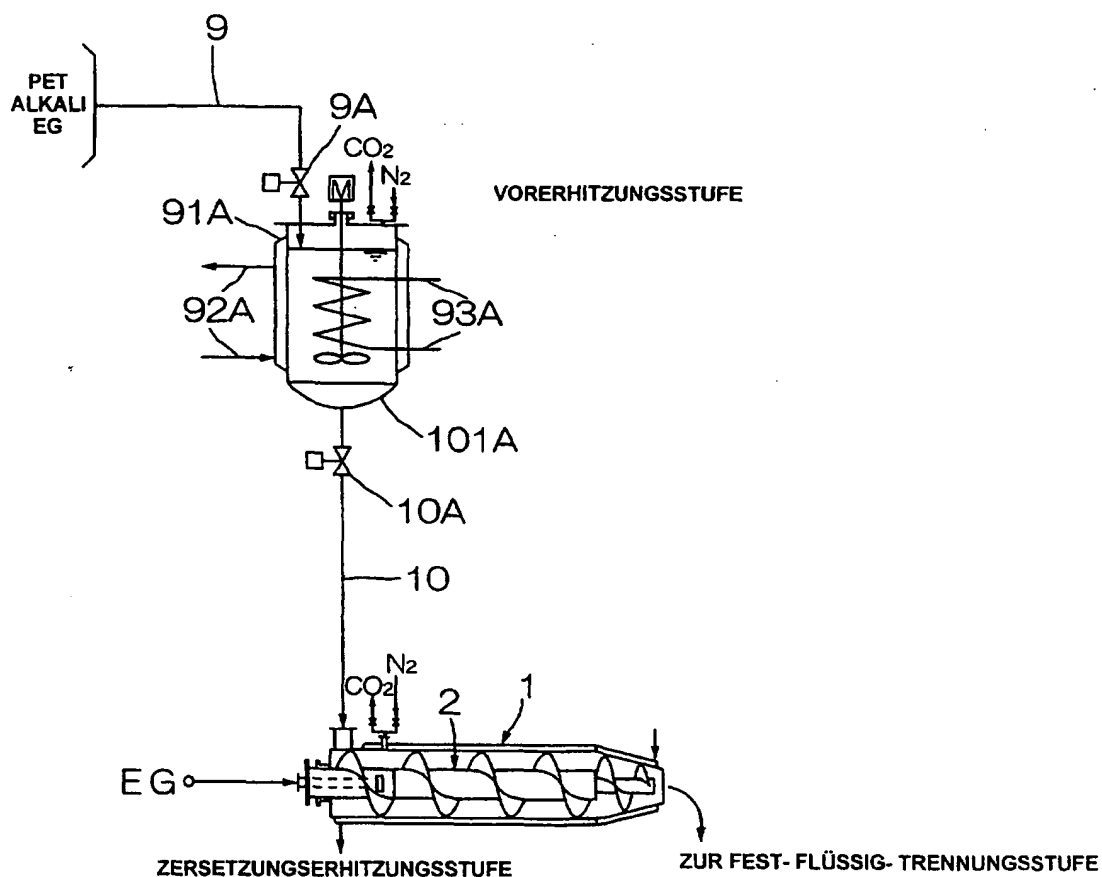 9
PET
ALKALI
EG
9A
CO2
N2
M
VORERHITZUNGSSTUFE
91A
92A
93A
101A
10A
10
N2
CO2
2
1
EG
ZERSETZUNGSERHITZUNGSSTUFE
ZUR FEST- FLÜSSIG- TRENNUNGSSTUFE